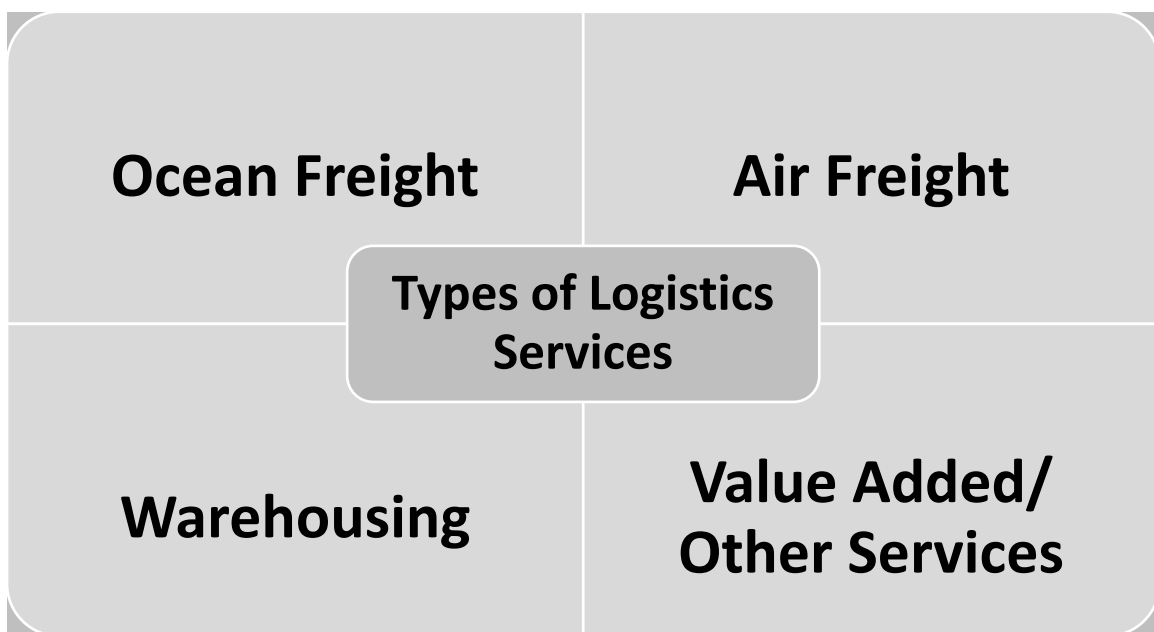 Ocean Freight
Air Freight
Types of Logistics
Services
Warehousing
Value Added/
Other Services